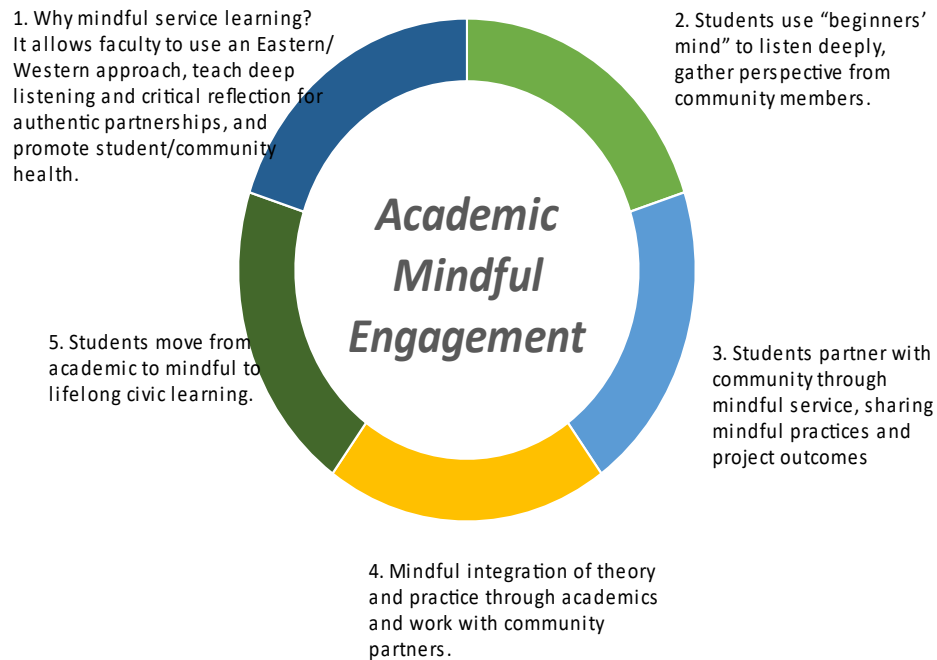 1. Why mindful service learning?
It allows faculty to use an Eastern/
Western approach, teach deep
listening and critical reflection for
authentic partnerships, and
promote student/community
health.
2. Students use “beginners’
mind” to listen deeply,
gather perspective from
community members.
Academic
Mindful
Engagement
3. Students partner with
community through
mindful service, sharing
mindful practices and
project outcomes
4. Mindful integration of theory
and practice through academics
and work with community
partners.
5. Students move from
academic to mindful to
lifelong civic learning.